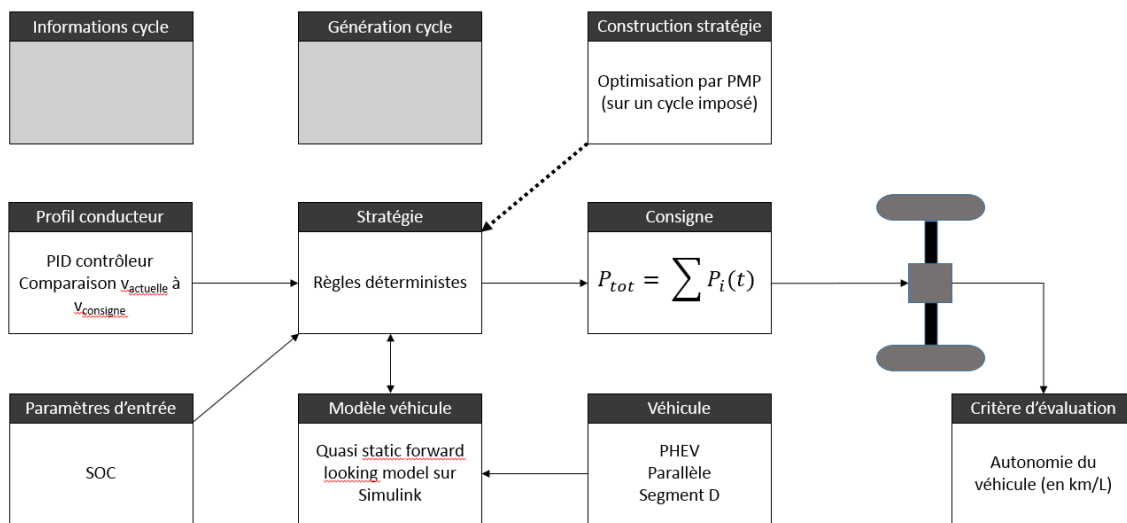 Informations cycle
Génération cycle
Construction stratégie
Optimisation par PMP
(sur un cycle imposé)
Profil conducteur
PID contrôleur
Comparaison vactuelle à
vconsigne
Stratégie
Règles déterministes
Consigne
P_tot = ∑ P_i(t)
Paramètres d'entrée
SOC
Modèle véhicule
Quasi static forward
looking model sur
Simulink
Véhicule
PHEV
Parallèle
Segment D
Critère d'évaluation
Autonomie du
véhicule (en km/L)